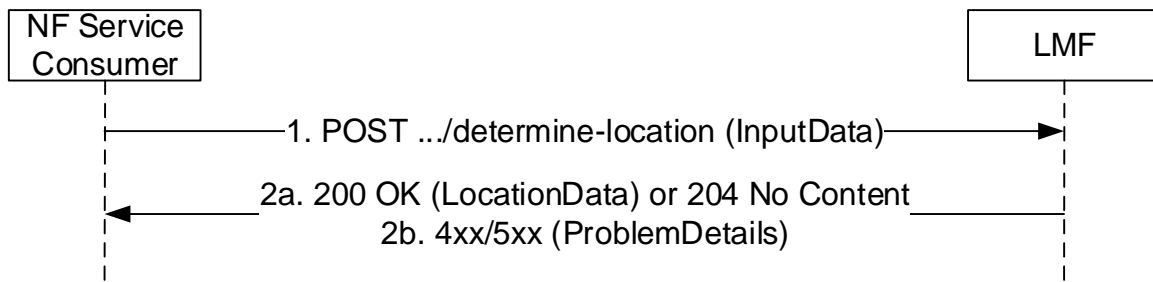 NF Service
Consumer
LMF
1. POST .../determine-location (InputData)
2a. 200 OK (LocationData) or 204 No Content
2b. 4xx/5xx (ProblemDetails)